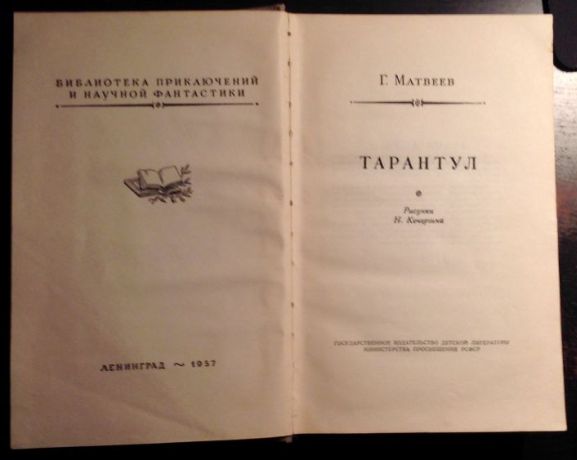 БИБЛИОТЕКА ПРИКЛЮЧЕНИЙ
И НАУЧНОЙ ФАНТАСТИКИ
ЛЕНИНГРАД ~ 1957
Г. МАТВЕЕВ
ТАРАНТУЛ
Рисунки
Н. Кочергина
ГОСУДАРСТВЕННОЕ ИЗДАТЕЛЬСТВО ДЕТСКОЙ ЛИТЕРАТУРЫ
МИНИСТЕРСТВА ПРОСВЕЩЕНИЯ РСФСР